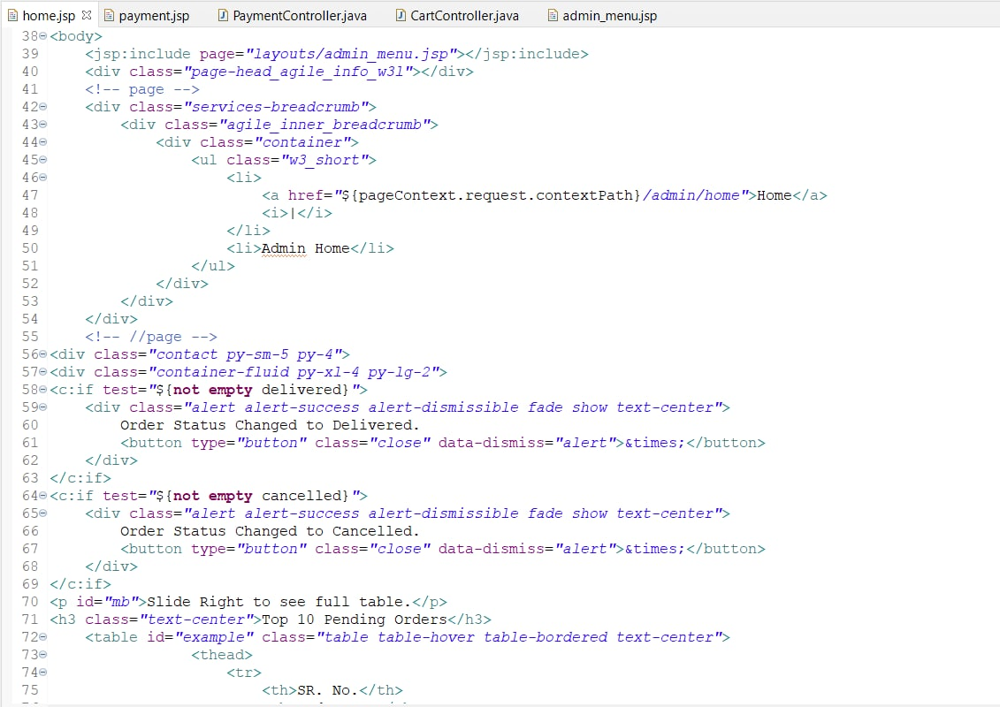 home.jsp payment.jsp PaymentController.java CartController.java admin_menu.jsp
38 <body>
39 <jsp:include page="layouts/admin_menu.jsp"></jsp:include>
40 <div class="page-head_agile_info_w3l"></div>
41 <!-- page -->
42 <div class="services-breadcrumb">
43 <div class="agile_inner_breadcrumb">
44 <div class="container">
45 <ul class="w3_short">
46 <li>
47 <a href="${pageContext.request.contextPath}/admin/home">Home</a>
48 <i>|</i>
49 </li>
50 <li>Admin Home</li>
51 </ul>
52 </div>
53 </div>
54 </div>
55 <!-- //page -->
56 <div class="contact py-sm-5 py-4">
57 <div class="container-fluid py-xl-4 py-lg-2">
58 <c:if test="${not empty delivered}">
59 <div class="alert alert-success alert-dismissible fade show text-center">
60 Order Status Changed to Delivered.
61 <button type="button" class="close" data-dismiss="alert">&times;</button>
62 </div>
63 </c:if>
64 <c:if test="${not empty cancelled}">
65 <div class="alert alert-success alert-dismissible fade show text-center">
66 Order Status Changed to Cancelled.
67 <button type="button" class="close" data-dismiss="alert">&times;</button>
68 </div>
69 </c:if>
70 <p id="mb">Slide Right to see full table.</p>
71 <h3 class="text-center">Top 10 Pending Orders</h3>
72 <table id="example" class="table table-hover table-bordered text-center">
73 <thead>
74 <tr>
75 <th>SR. No.</th>